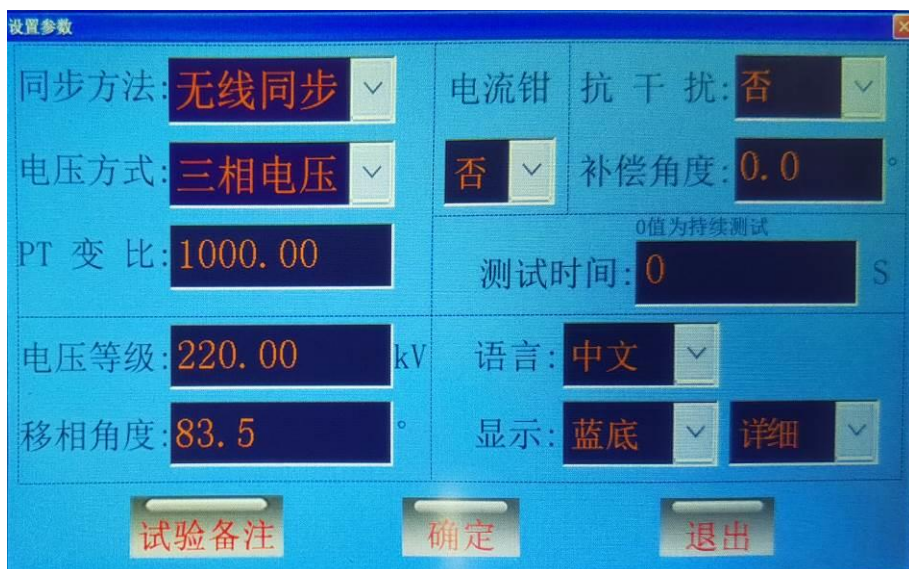 设置参数
同步方法:无线同步
电流钳
抗 干 扰:否
电压方式:三相电压
否
补偿角度:0.0 °
PT 变 比:1000.00
0值为持续测试
测试时间:0 S
电压等级:220.00 kV
语言:中文
移相角度:83.5 °
显示:蓝底 详细
试验备注 确定 退出